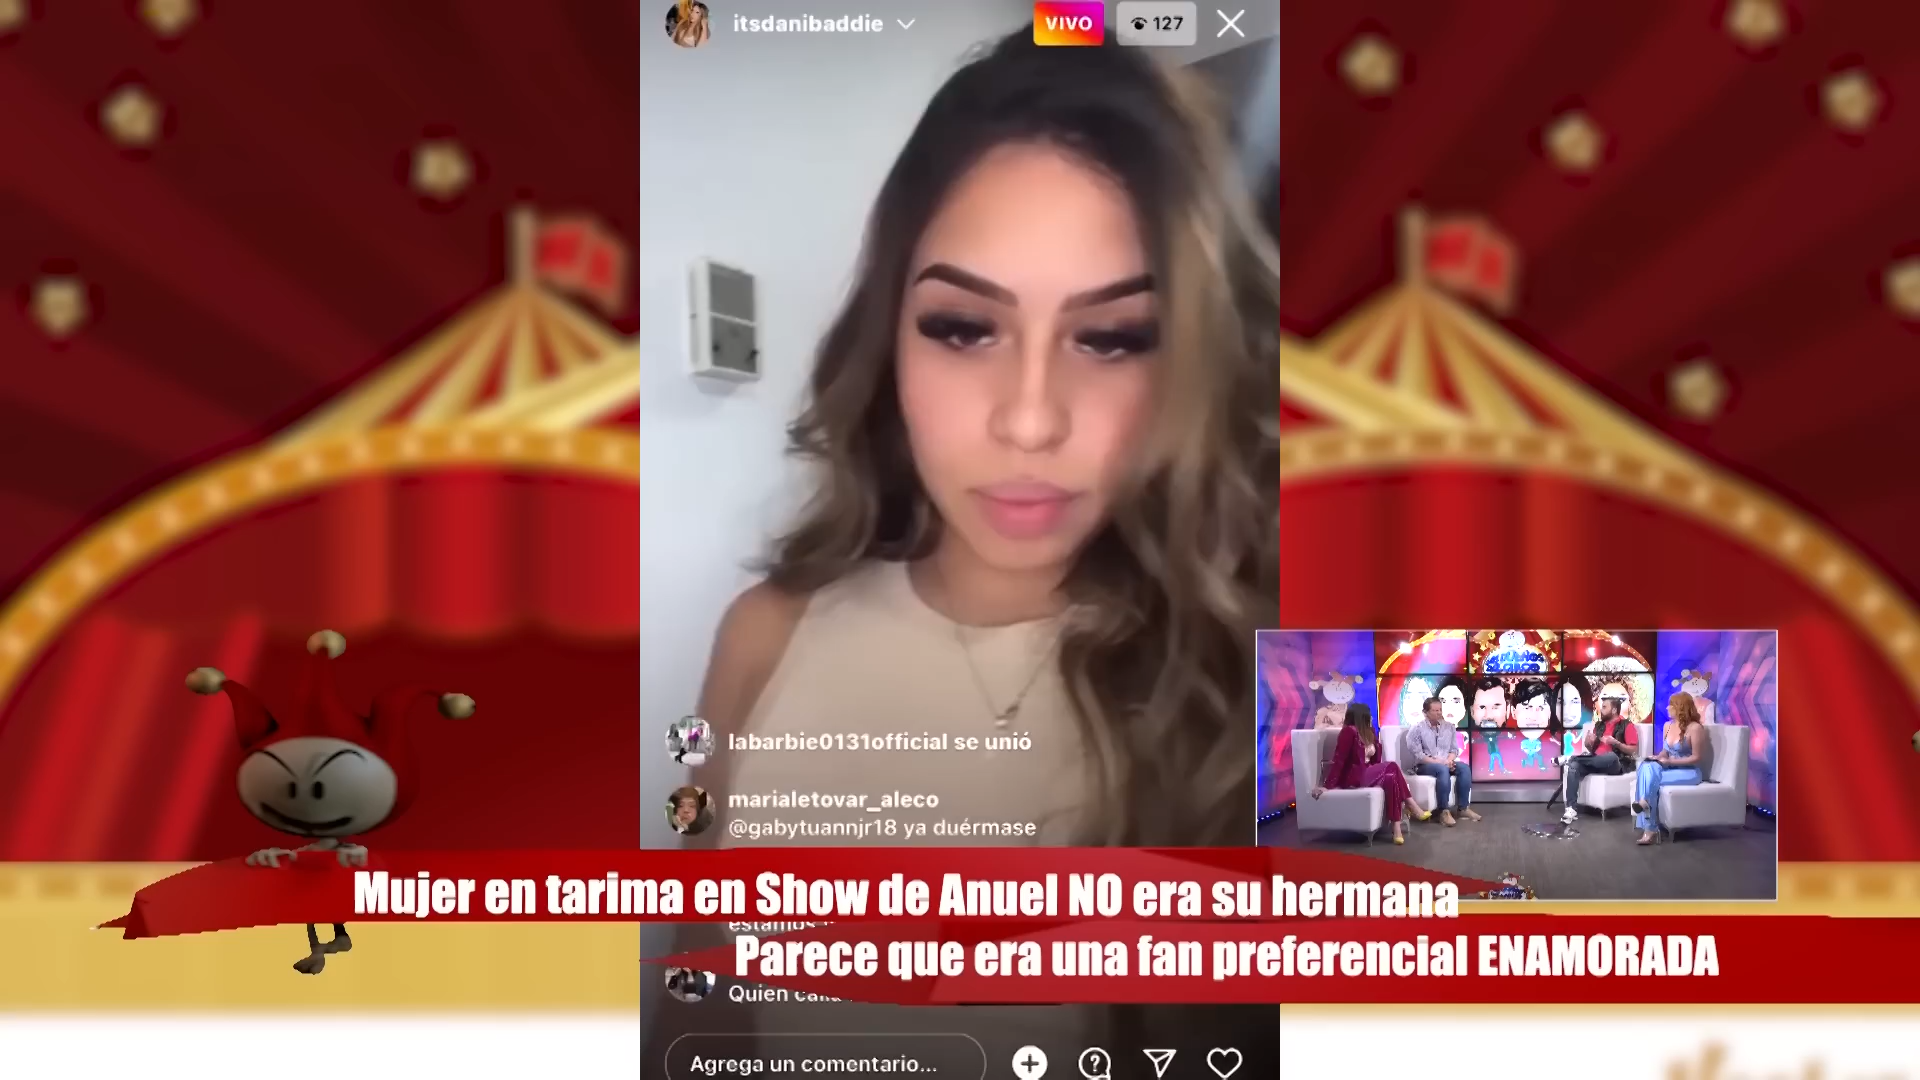 itsdanibaddie
VIVO
127
labarbie0131official se unió
marialetovar_aleco
@gabytuannjr18 ya duérmase
Mujer en tarima en Show de Anuel NO era su hermana
estamos
Parece que era una fan preferencial ENAMORADA
Quien
Agrega un comentario...